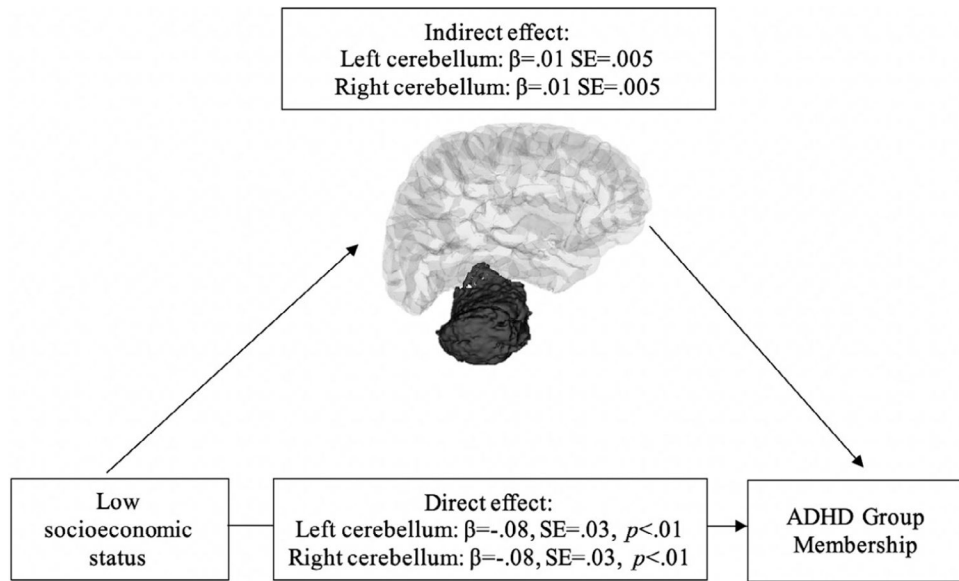 Indirect effect:
Left cerebellum: β=.01 SE=.005
Right cerebellum: β=.01 SE=.005
Low
socioeconomic
status
Direct effect:
Left cerebellum: β=-.08, SE=.03, p<.01
Right cerebellum: β=-.08, SE=.03, p<.01
ADHD Group
Membership